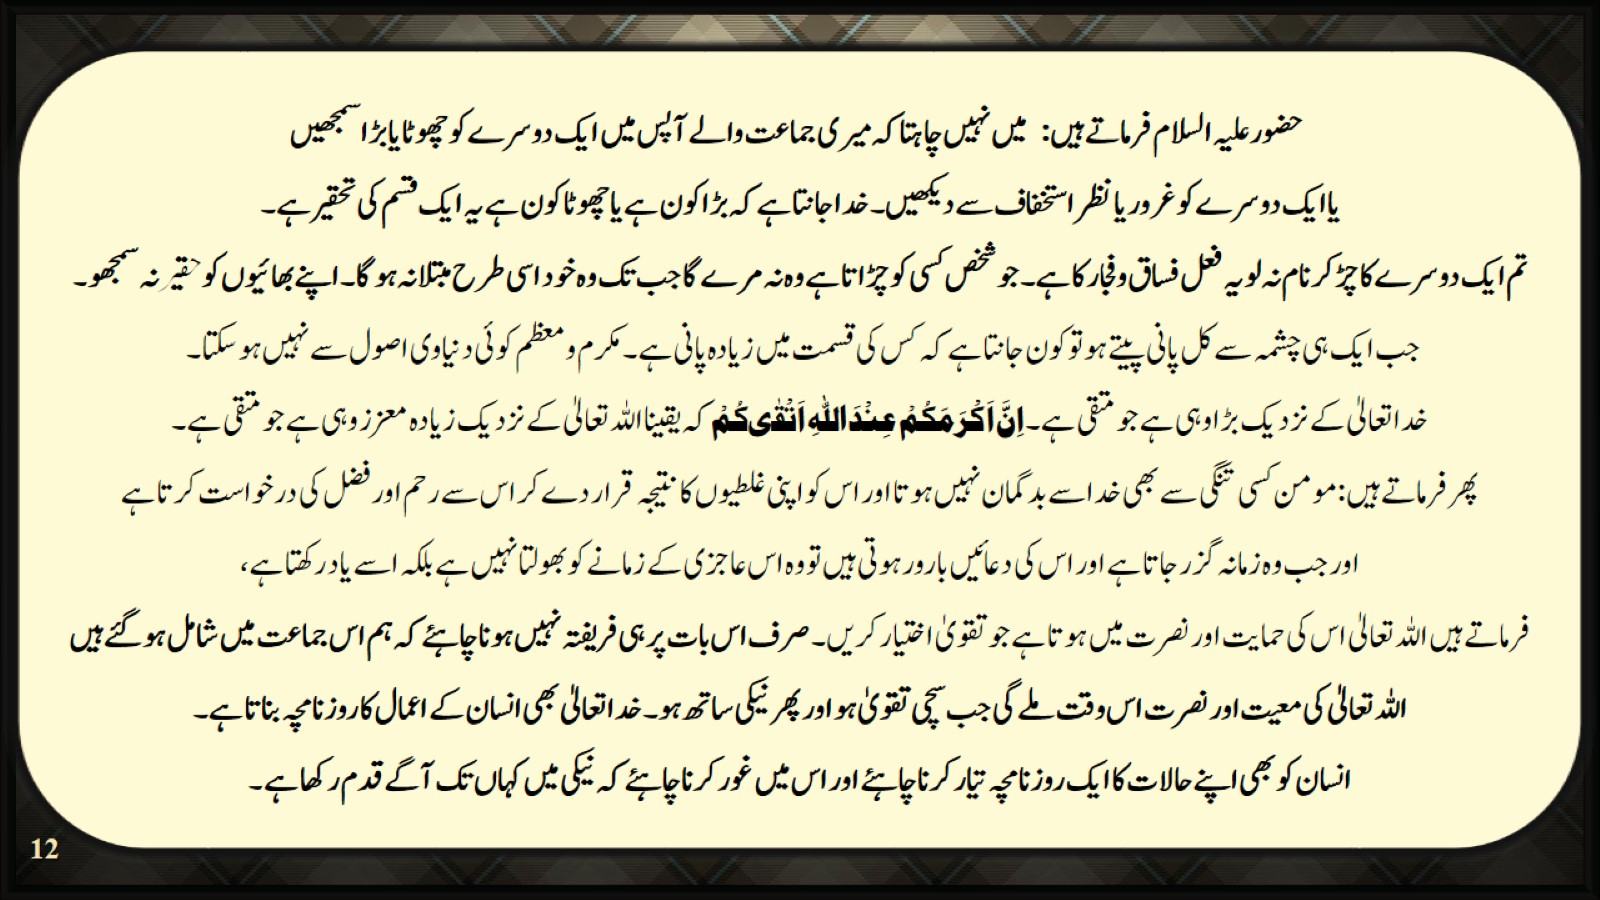 حضور علیہ السلام فرماتے ہیں: میں نہیں چاہتا کہ میری جماعت والے آپس میں ایک دوسرے کو چھوٹا یا بڑا سمجھیں
یا ایک دوسرے کو غرور یا نظر استخفاف سے دیکھیں۔ خدا جانتا ہے کہ بڑا کون ہے یا چھوٹا کون ہے یہ ایک قسم کی تحقیر ہے۔
تم ایک دوسرے کا چڑ کر نام نہ لو یہ فعل فساق و فجار کا ہے۔ جو شخص کسی کو چڑاتا ہے وہ نہ مرے گا جب تک وہ خود اسی طرح مبتلا نہ ہو گا۔ اپنے بھائیوں کو حقیر نہ سمجھو۔
جب ایک ہی چشمہ سے کل پانی پیتے ہو تو کون جانتا ہے کہ کس کی قسمت میں زیادہ پانی ہے۔ مکرم و معظم کوئی دنیاوی اصول سے نہیں ہو سکتا۔
خدا تعالیٰ کے نزدیک بڑا وہی ہے جو متقی ہے۔ اِنَّ اَکْرَمَکُمْ عِنْدَ اللّٰہِ اَتْقٰی کُمْ کہ یقینا اللہ تعالیٰ کے نزدیک زیادہ معزز وہی ہے جو متقی ہے۔
پھر فرماتے ہیں: مومن کسی تنگی سے بھی خدا سے بدگمان نہیں ہوتا اور اس کو اپنی غلطیوں کا نتیجہ قرار دے کر اس سے رحم اور فضل کی درخواست کرتا ہے
اور جب وہ زمانہ گزر جاتا ہے اور اس کی دعائیں بارور ہوتی ہیں تو وہ اس عاجزی کے زمانے کو بھولتا نہیں ہے بلکہ اسے یاد رکھتا ہے،
فرماتے ہیں اللہ تعالیٰ اس کی حمایت اور نصرت میں ہوتا ہے جو تقویٰ اختیار کریں۔ صرف اس بات پر ہی فریفتہ نہیں ہونا چاہئے کہ ہم اس جماعت میں شامل ہو گئے ہیں
اللہ تعالیٰ کی معیت اور نصرت اس وقت ملے گی جب سچی تقویٰ ہو اور پھر نیکی ساتھ ہو۔ خدا تعالیٰ بھی انسان کے اعمال کا روزنامچہ بناتا ہے۔
انسان کو بھی اپنے حالات کا ایک روزنامچہ تیار کرنا چاہئے اور اس میں غور کرنا چاہئے کہ نیکی میں کہاں تک آگے قدم رکھا ہے۔
12